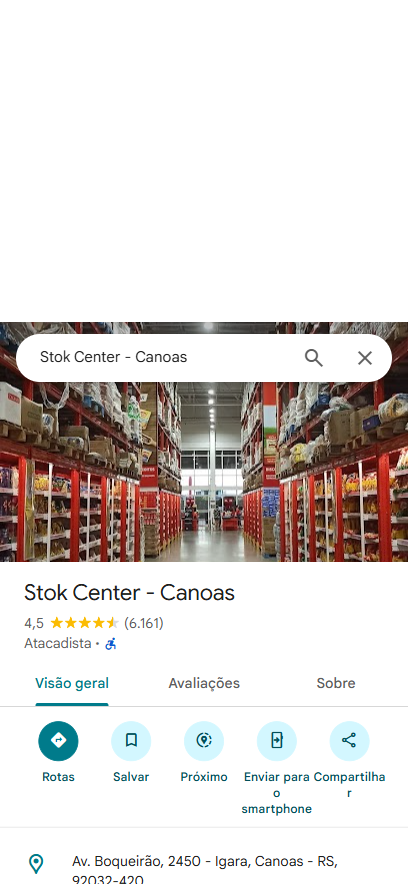 Stok Center - Canoas
Stok Center - Canoas
4,5 (6.161)
Atacadista ·
Visão geral Avaliações Sobre
Rotas Salvar Próximo Enviar para o smartphone Compartilhar
Av. Boqueirão, 2450 - Igara, Canoas - RS,
92032-420